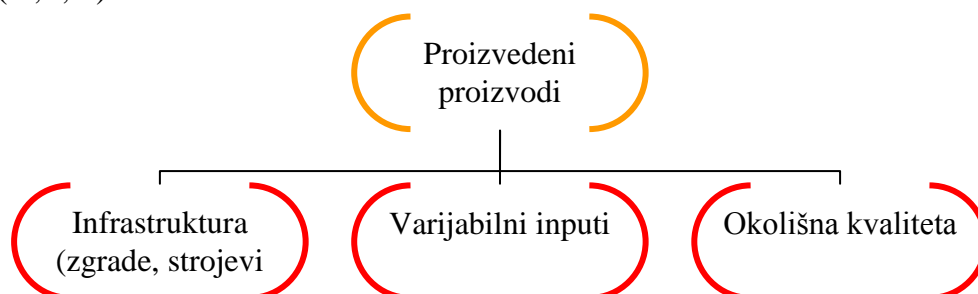 Proizvedeni
proizvodi
Infrastruktura
(zgrade, strojevi
Varijabilni inputi
Okolišna kvaliteta